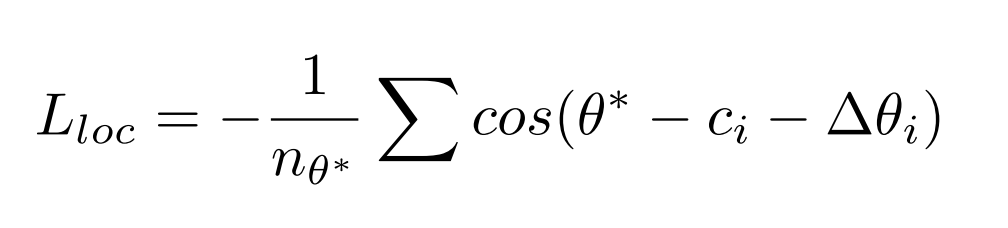 L_{loc} = -\frac{1}{n_{\theta^*}} \sum cos(\theta^* - c_i - \Delta\theta_i)